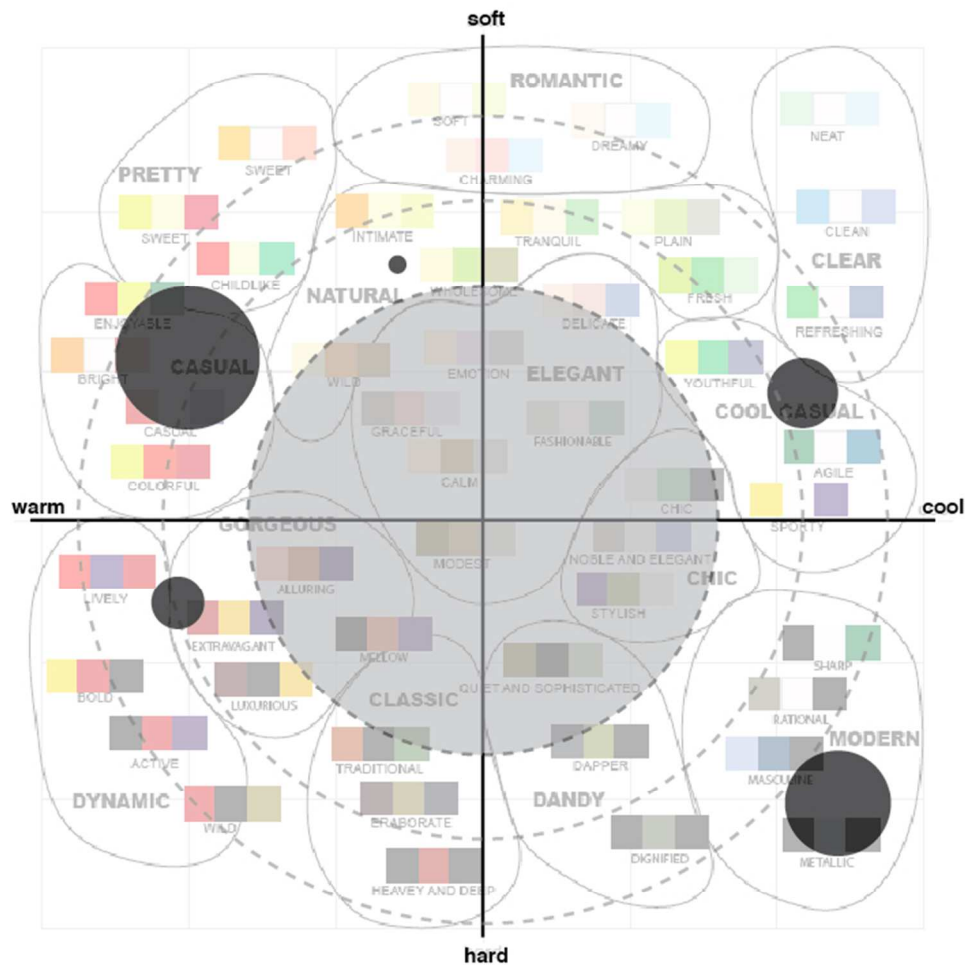 soft
ROMANTIC
SOFT
DREAMY
NEAT
SWEET
PRETTY
CHARMING
SWEET
INTIMATE
TRANQUIL
PLAIN
CLEAN
CLEAR
CHILDLIKE
NATURAL
WHOLESOME
FRESH
ENJOYABLE
DELICATE
REFRESHING
BRIGHT
CASUAL
WILD
EMOTION
ELEGANT
YOUTHFUL
COOL CASUAL
CASUAL
GRACEFUL
FASHIONABLE
AGILE
COLORFUL
CALM
CHIC
warm
cool
GORGEOUS
SPORTY
MODEST
NOBLE AND ELEGANT
CHIC
LIVELY
ALLURING
STYLISH
EXTRAVAGANT
MELLOW
SHARP
BOLD
LUXURIOUS
CLASSIC
QUIET AND SOPHISTICATED
RATIONAL
MODERN
ACTIVE
TRADITIONAL
DAPPER
MASCULINE
DYNAMIC
WILD
ERABORATE
DANDY
DIGNIFIED
METALLIC
HEAVEY AND DEEP
hard